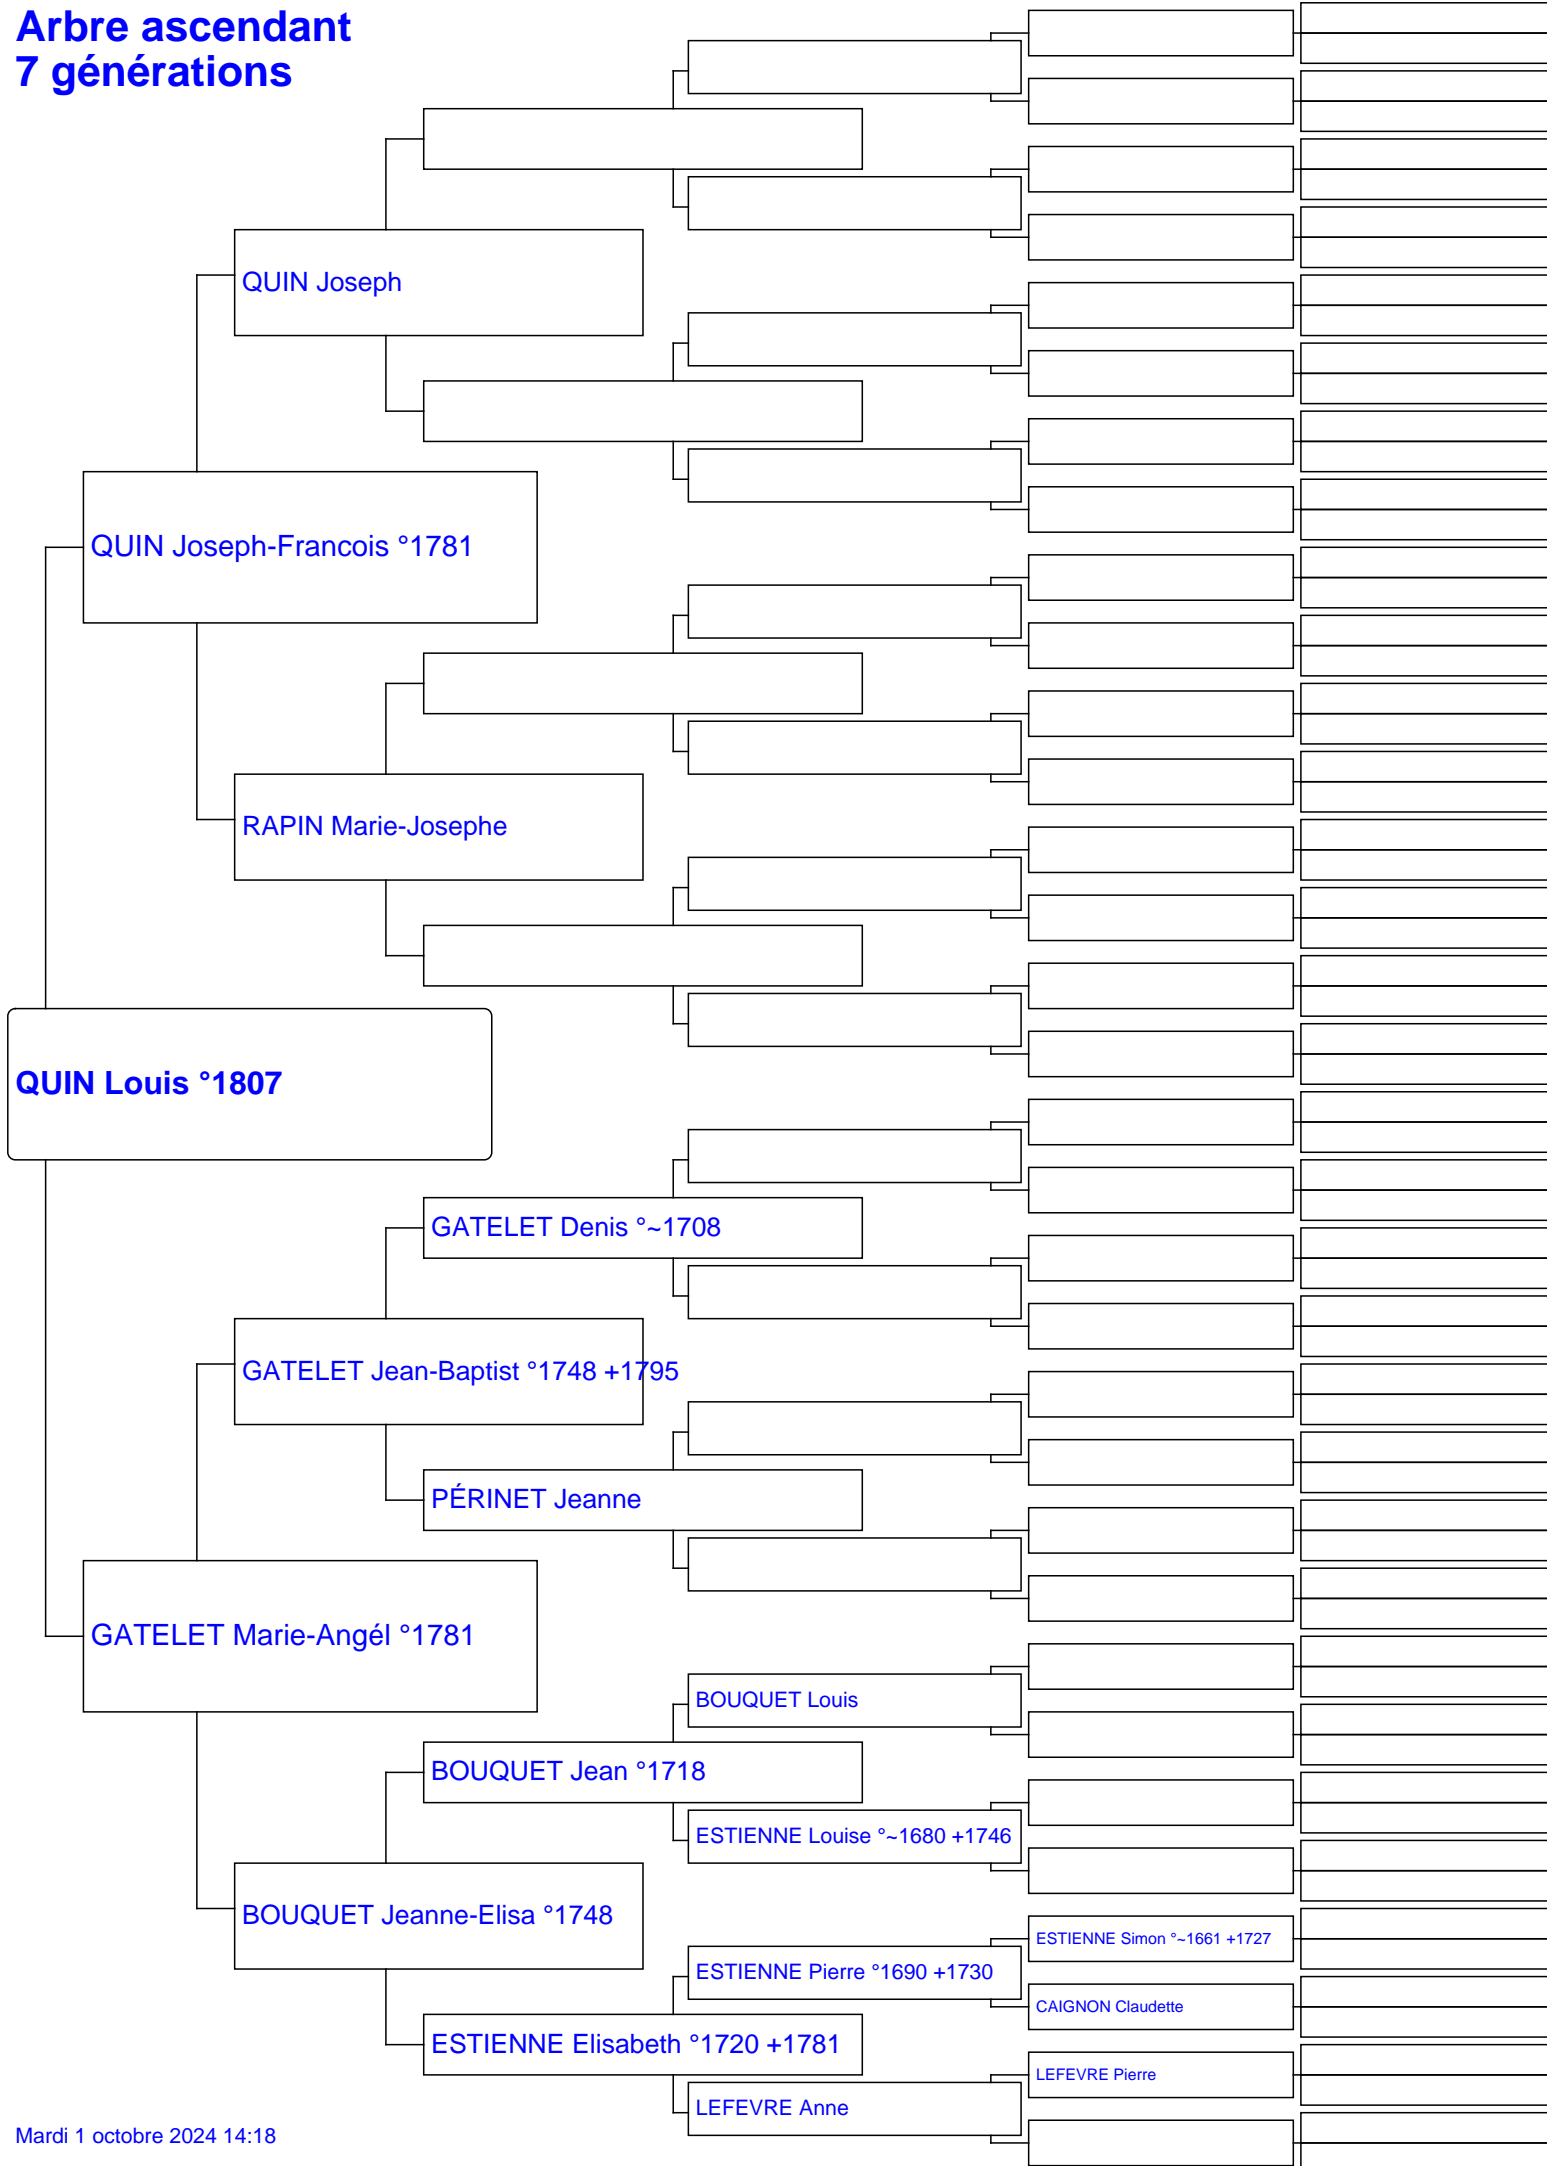 Arbre ascendant
7 générations
QUIN Joseph
QUIN Joseph-Francois °1781
RAPIN Marie-Josephe
QUIN Louis °1807
GATELET Denis °~1708
GATELET Jean-Baptist °1748 +1795
PÉRINET Jeanne
GATELET Marie-Angél °1781
BOUQUET Louis
BOUQUET Jean °1718
ESTIENNE Louise °~1680 +1746
BOUQUET Jeanne-Elisa °1748
ESTIENNE Simon °~1661 +1727
ESTIENNE Pierre °1690 +1730
CAIGNON Claudette
ESTIENNE Elisabeth °1720 +1781
LEFEVRE Pierre
LEFEVRE Anne
Mardi 1 octobre 2024 14:18